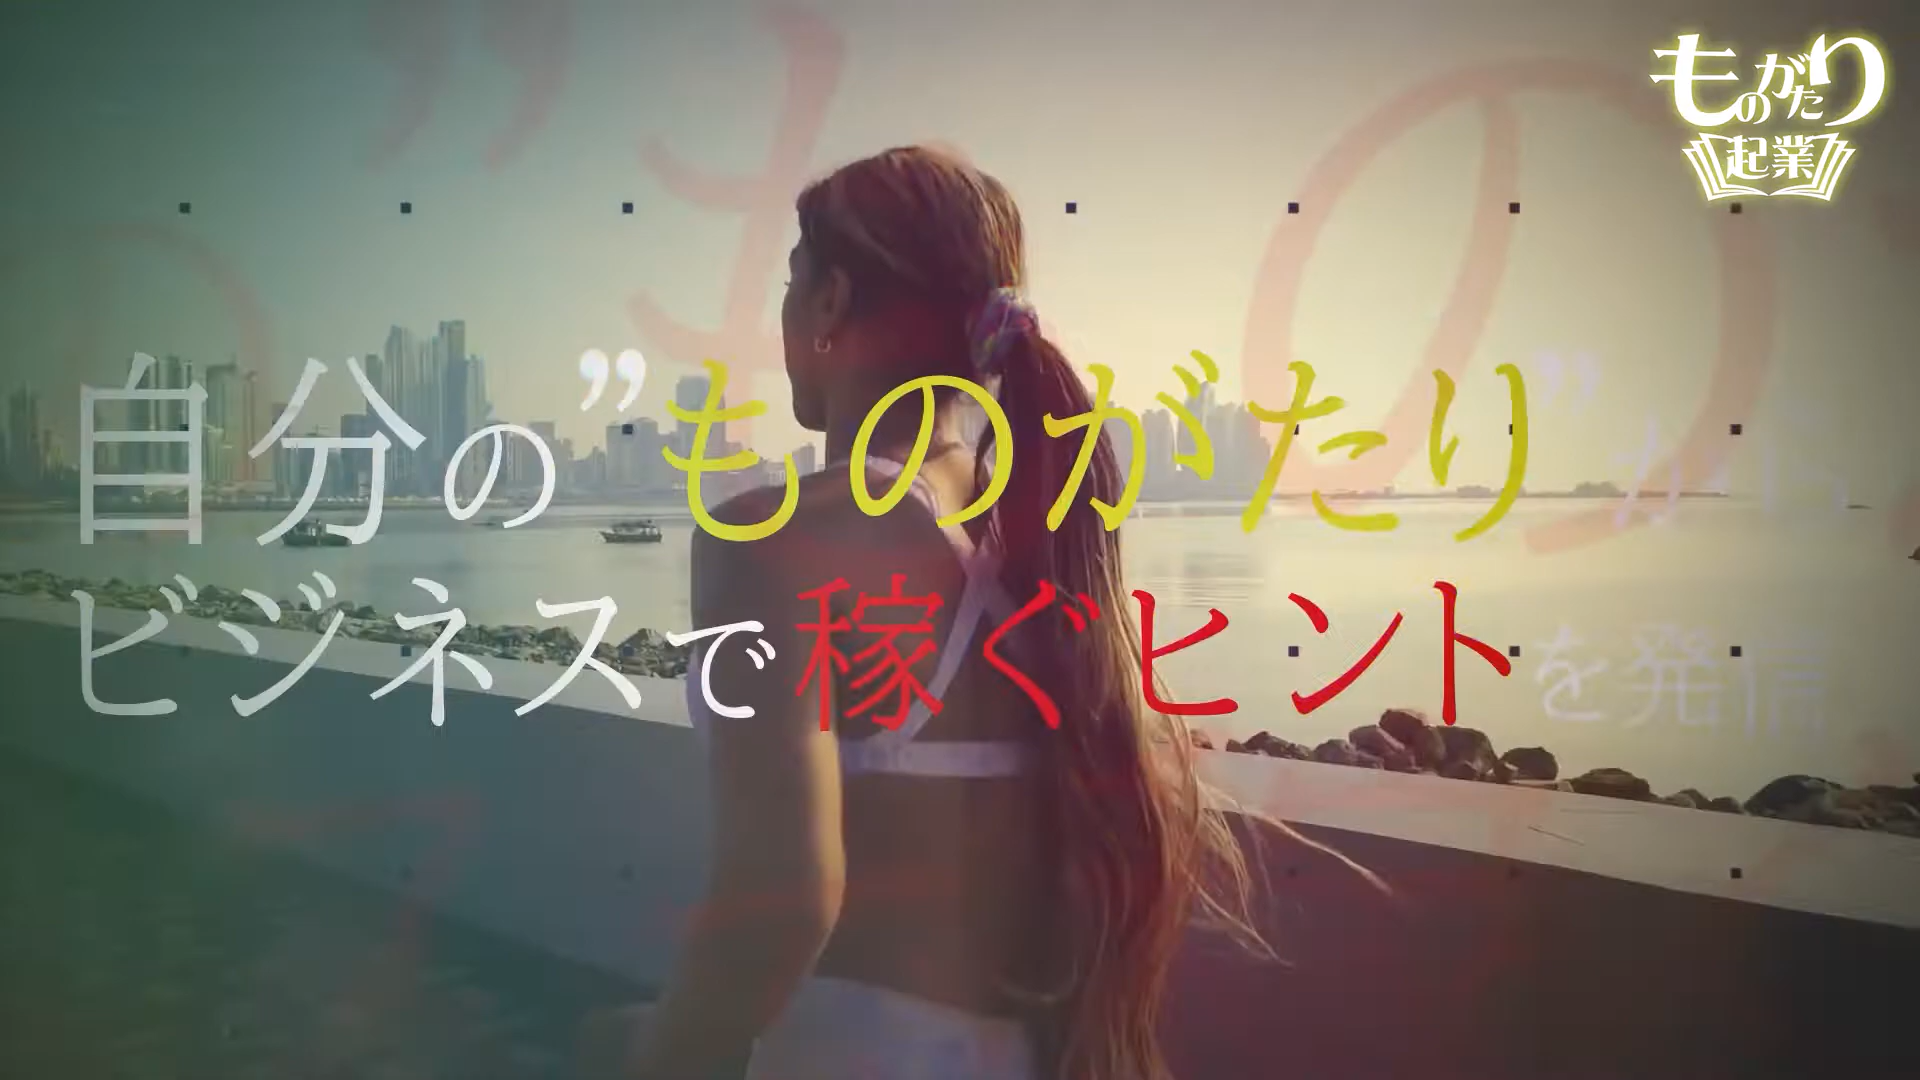 ものがたり
起業
自分の”ものがたり”から
ビジネスで稼ぐヒントを発信